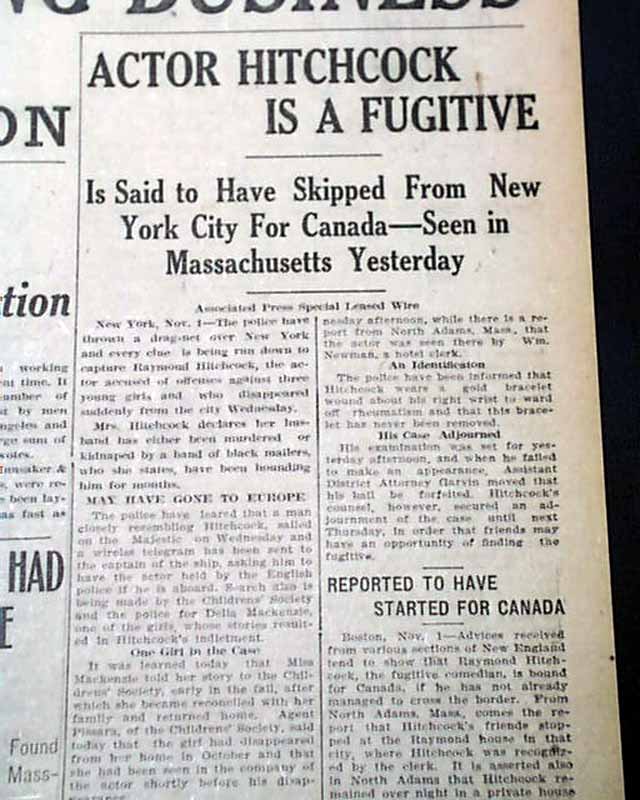 NG BUSINESS
ON
tion
working
nt time. It
umber of
st by men
ngeles and
rge sum of
votes.
& 
s, were re-
been lay-
as fast as
HAD
E
Found
Mass-
ACTOR HITCHCOCK
IS A FUGITIVE
Is Said to Have Skipped From New
York City For Canada—Seen in
Massachusetts Yesterday
Associated Press Special Leased Wire
New York, Nov. 1—The police have
thrown a drag-net over New York
and every clue is being run down to
capture Raymond Hitchcock, the ac-
tor accused of offenses against three
young girls and who disappeared
suddenly from the city Wednesday.
Mrs. Hitchcock declares her hus-
band has either been murdered or
kidnaped by a band of black mailers,
who she states, have been hounding
him for months.
MAY HAVE GONE TO EUROPE
The police have leared that a man
closely resembling Hitchcock, sailed
on the Majestic on Wednesday and
a wireless telegram has been sent to
the captain of the ship, asking him to
have the actor held by the English
police if he is aboard. Search also is
being made by the Childrens' Society
and the police for Della Mackenzie,
one of the girls, whose stories result-
ed in Hitchcock's indictment.
One Girl in the Case
It was learned today that Miss
Mackenzie told her story to the Chil-
drens' Society, early in the fall, after
which she became reconciled with her
family and returned home. Agent
Pissara, of the Childrens' Society, said
today that the girl had disappeared
from her home in October and that
she had been seen in the company of
the actor shortly before his disap-
pearance.
nesday afternoon, while there is a re-
port from North Adams, Mass., that
the actor was seen there by Wm.
Newman, a hotel clerk.
An Identificaton
The police have been informed that
Hitchcock wears a gold bracelet
wound about his right wrist to ward
off rheumatism and that this brace-
let has never been removed.
His Case Adjourned
His examination was set for yes-
terday afternoon, and when he failed
to make an appearance, Assistant
District Attorney Garvin moved that
his bail be forfeited. Hitchcock's
counsel, however, secured an ad-
journment of the case until next
Thursday, in order that friends may
have an opportunity of finding the
fugitive.
REPORTED TO HAVE
STARTED FOR CANADA
Boston, Nov. 1—Advices received
from various sections of New England
tend to show that Raymond Hitch-
cock, the fugitive comedian, is bound
for Canada, if he has not already
managed to cross the border. From
North Adams, Mass., comes the re-
port that Hitchcock's friends stop-
ped at the Raymond house in that
city, where Hitchcock was recogniz-
ed by the clerk. It is asserted also
in North Adams that Hitchcock re-
mained over night in a private house